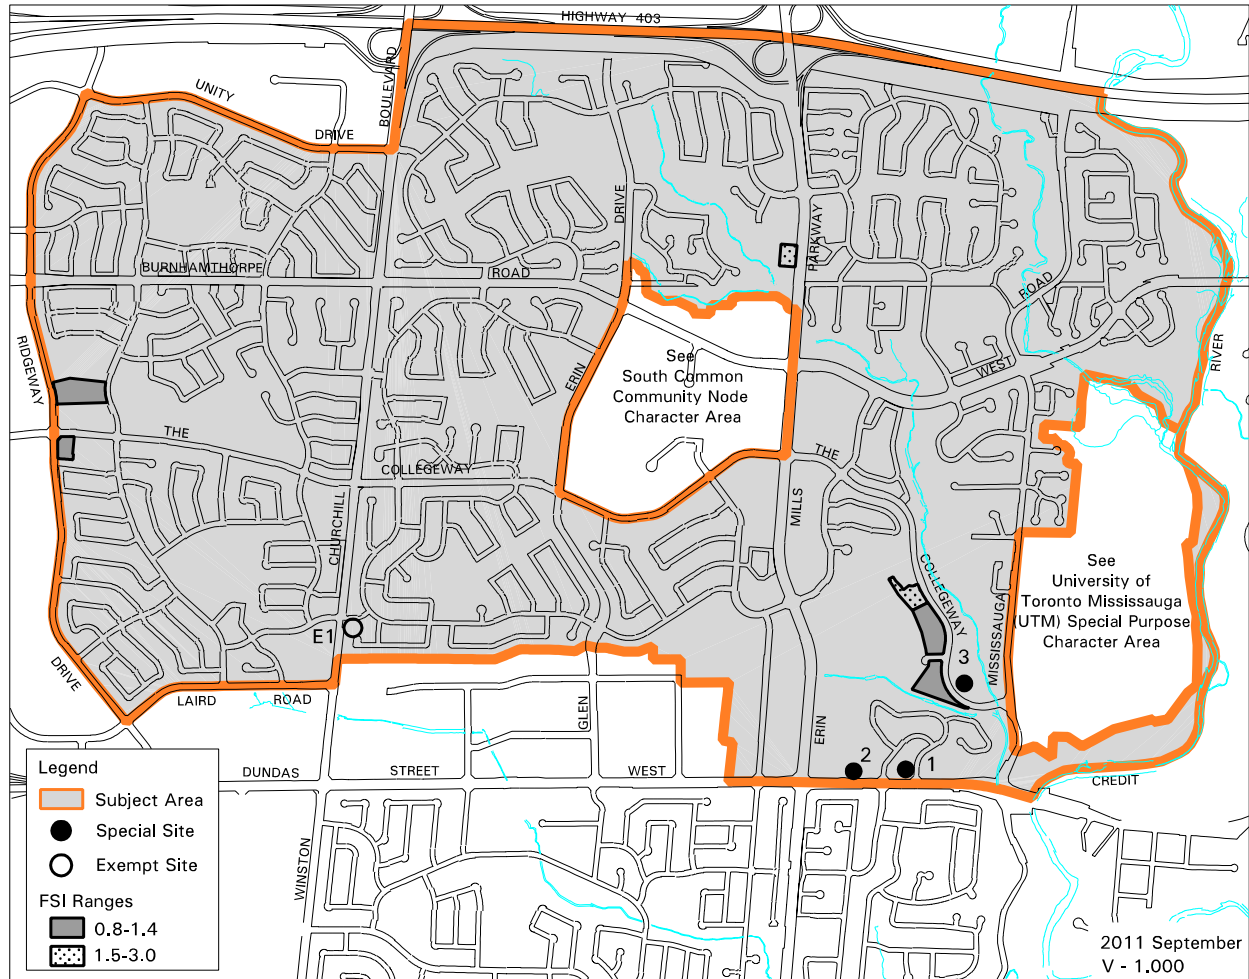 HIGHWAY 403
UNITY
DRIVE
BOULEVARD
DRIVE
PARKWAY
BURNHAMTHORPE
ROAD
ROAD
RIVER
RIDGEWAY
ERIN
WEST
See
South Common
Community Node
Character Area
THE
COLLEGEWAY
THE
MILLS
CHURCHILL
COLLEGEWAY
MISSISSAUGA
See
University of
Toronto Mississauga
(UTM) Special Purpose
Character Area
E1
3
DRIVE
LAIRD
ROAD
GLEN
ERIN
2
1
DUNDAS
STREET
WEST
CREDIT
WINSTON
Legend
Subject Area
Special Site
Exempt Site
FSI Ranges
0.8-1.4
1.5-3.0
2011 September
V - 1.000